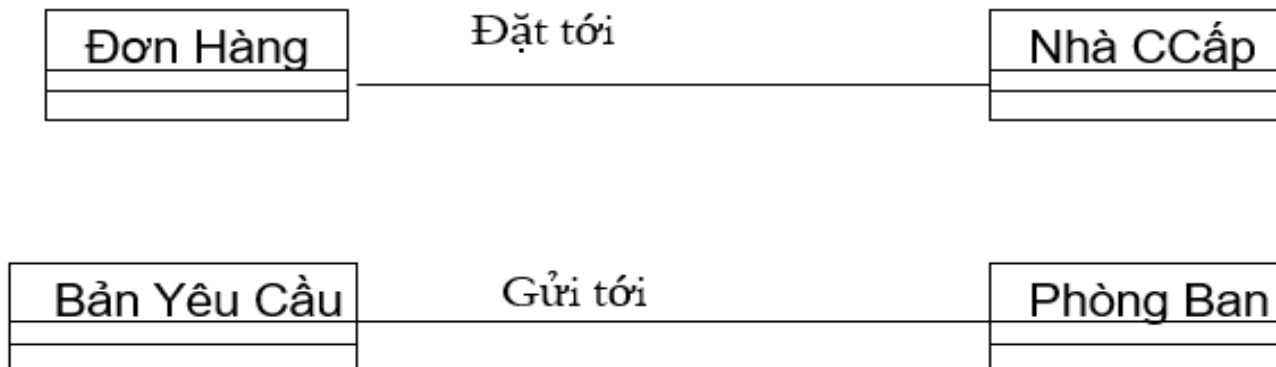 Đơn Hàng
Đặt tới
Nhà CCấp
Bản Yêu Cầu
Gửi tới
Phòng Ban